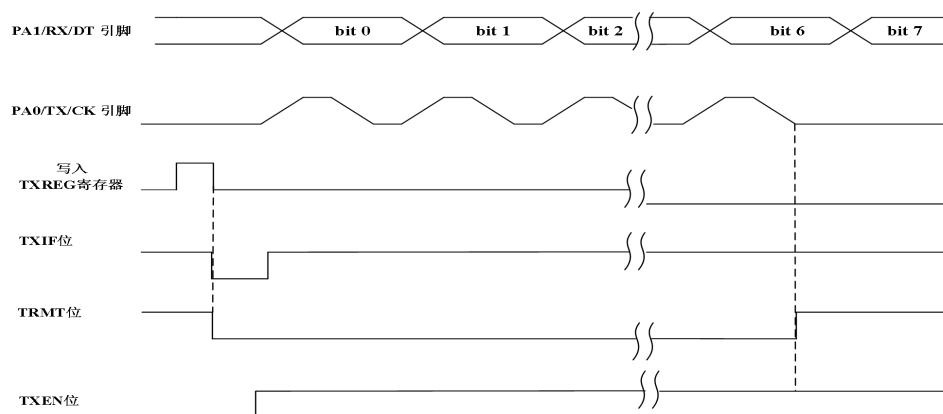 PA1/RX/DT 引脚
bit 0
bit 1
bit 2
bit 6
bit 7
PA0/TX/CK 引脚
写入
TXREG寄存器
TXIF位
TRMT位
TXEN位